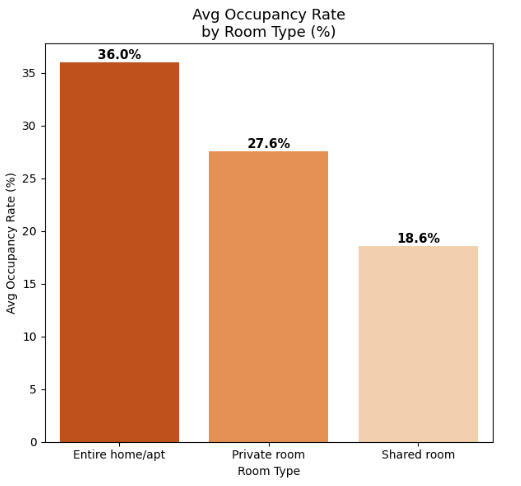 Avg Occupancy Rate
by Room Type (%)
36.0%
27.6%
18.6%
Avg Occupancy Rate (%)
35
30
25
20
15
10
5
0
Entire home/apt
Private room
Shared room
Room Type